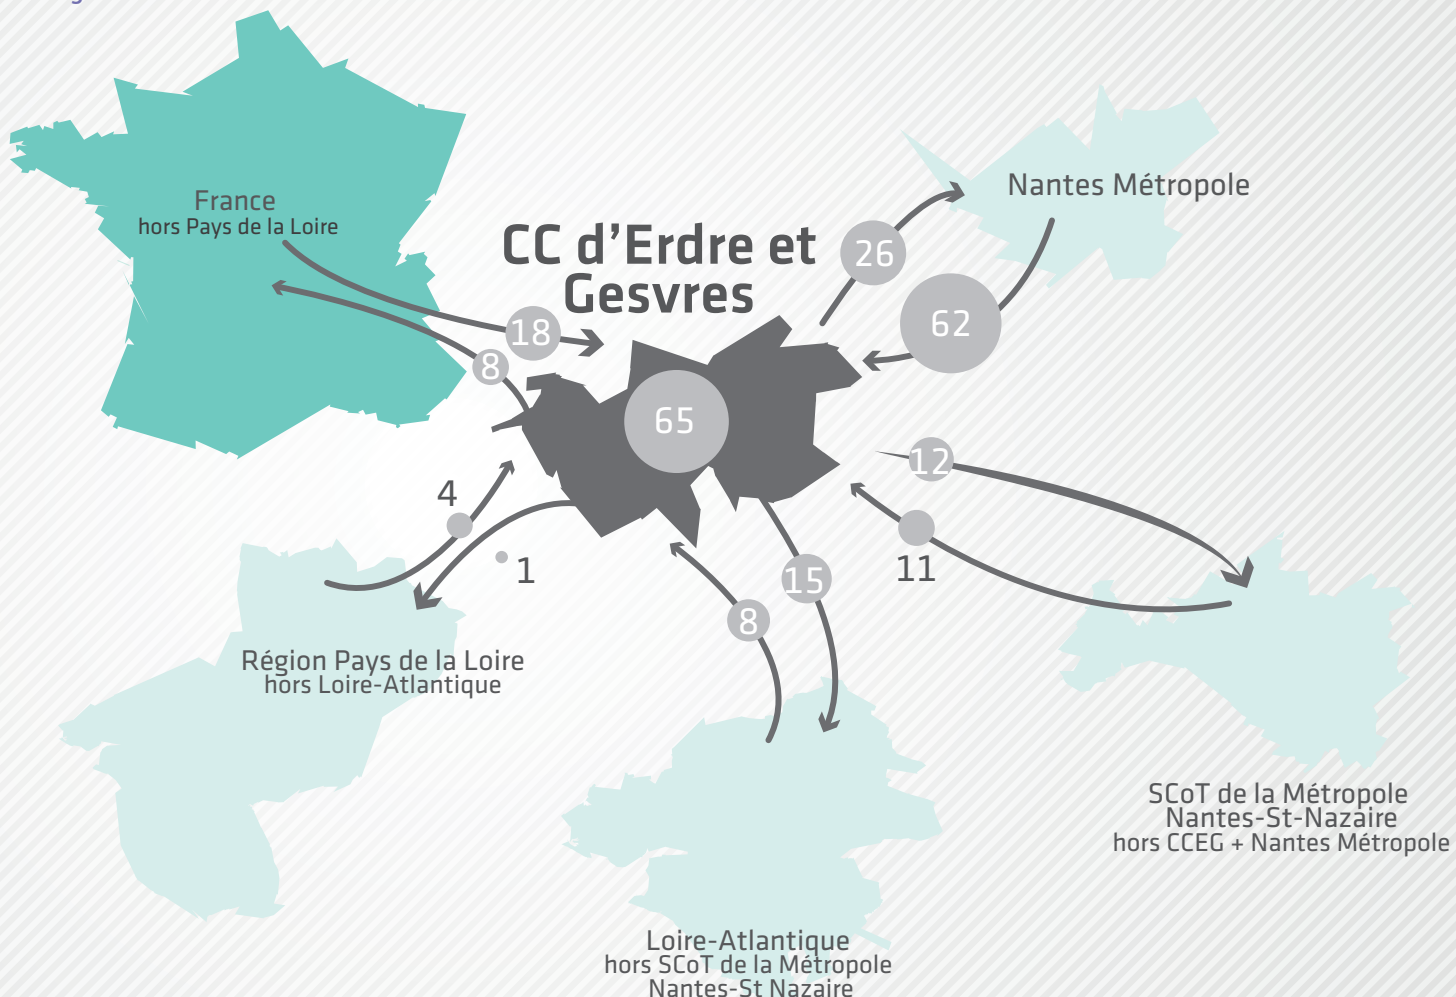 France
hors Pays de la Loire
CC d’Erdre et
Gesvres
Nantes Métropole
26
62
18
8
65
12
11
4
1
15
8
Région Pays de la Loire
hors Loire-Atlantique
SCoT de la Métropole
Nantes-St-Nazaire
hors CCEG + Nantes Métropole
Loire-Atlantique
hors SCoT de la Métropole
Nantes-St Nazaire